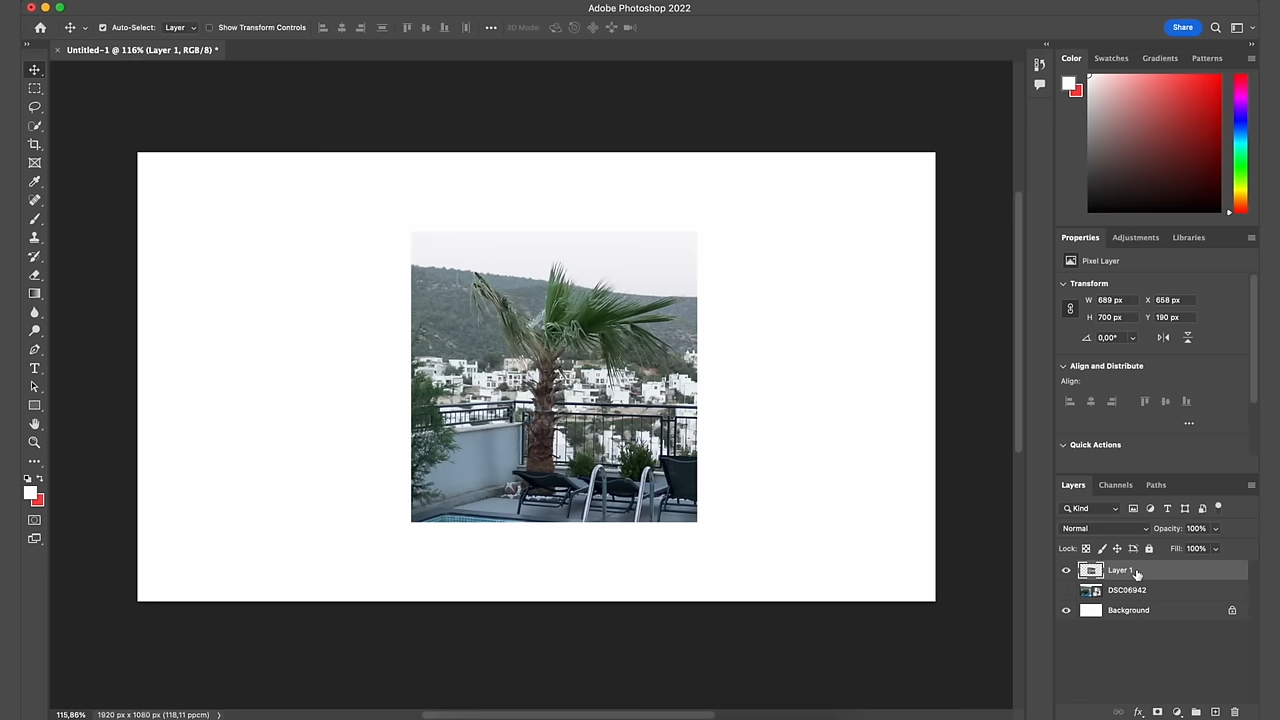 Adobe Photoshop 2022
Auto-Select: Layer Show Transform Controls 3D Mode: Share
Untitled-1 @ 116% (Layer 1, RGB/8) *
Color Swatches Gradients Patterns
Properties Adjustments Libraries
Pixel Layer
Transform
W 689 px X 658 px
H 700 px Y 190 px
0,00°
Align and Distribute
Align:
Quick Actions
Layers Channels Paths
Kind
Normal Opacity: 100%
Lock: Fill: 100%
Layer 1
DSC06942
Background
115,86% 1920 px x 1080 px (118,11 ppcm)